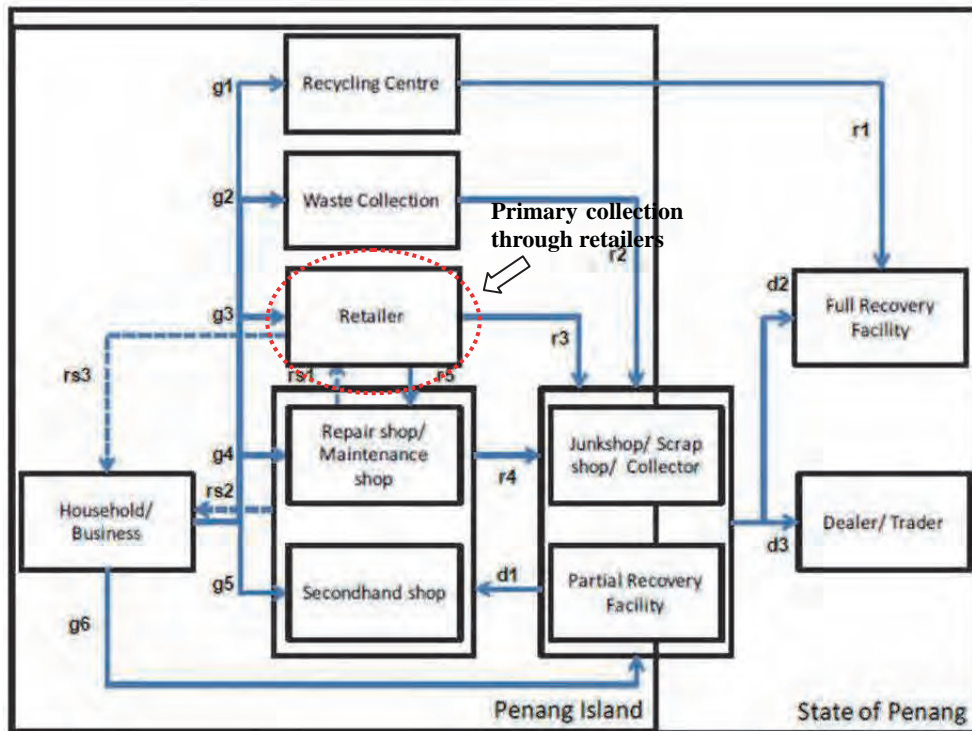 Recycling Centre
g1
r1
Waste Collection
g2
Primary collection
through retailers
r2
d2
Full Recovery
Facility
Retailer
g3
r3
rs3
rs1
r5
Repair shop/
Maintenance
shop
Junkshop/ Scrap
shop/ Collector
g4
r4
rs2
Household/
Business
Dealer/ Trader
d3
Secondhand shop
g5
d1
Partial Recovery
Facility
g6
Penang Island
State of Penang